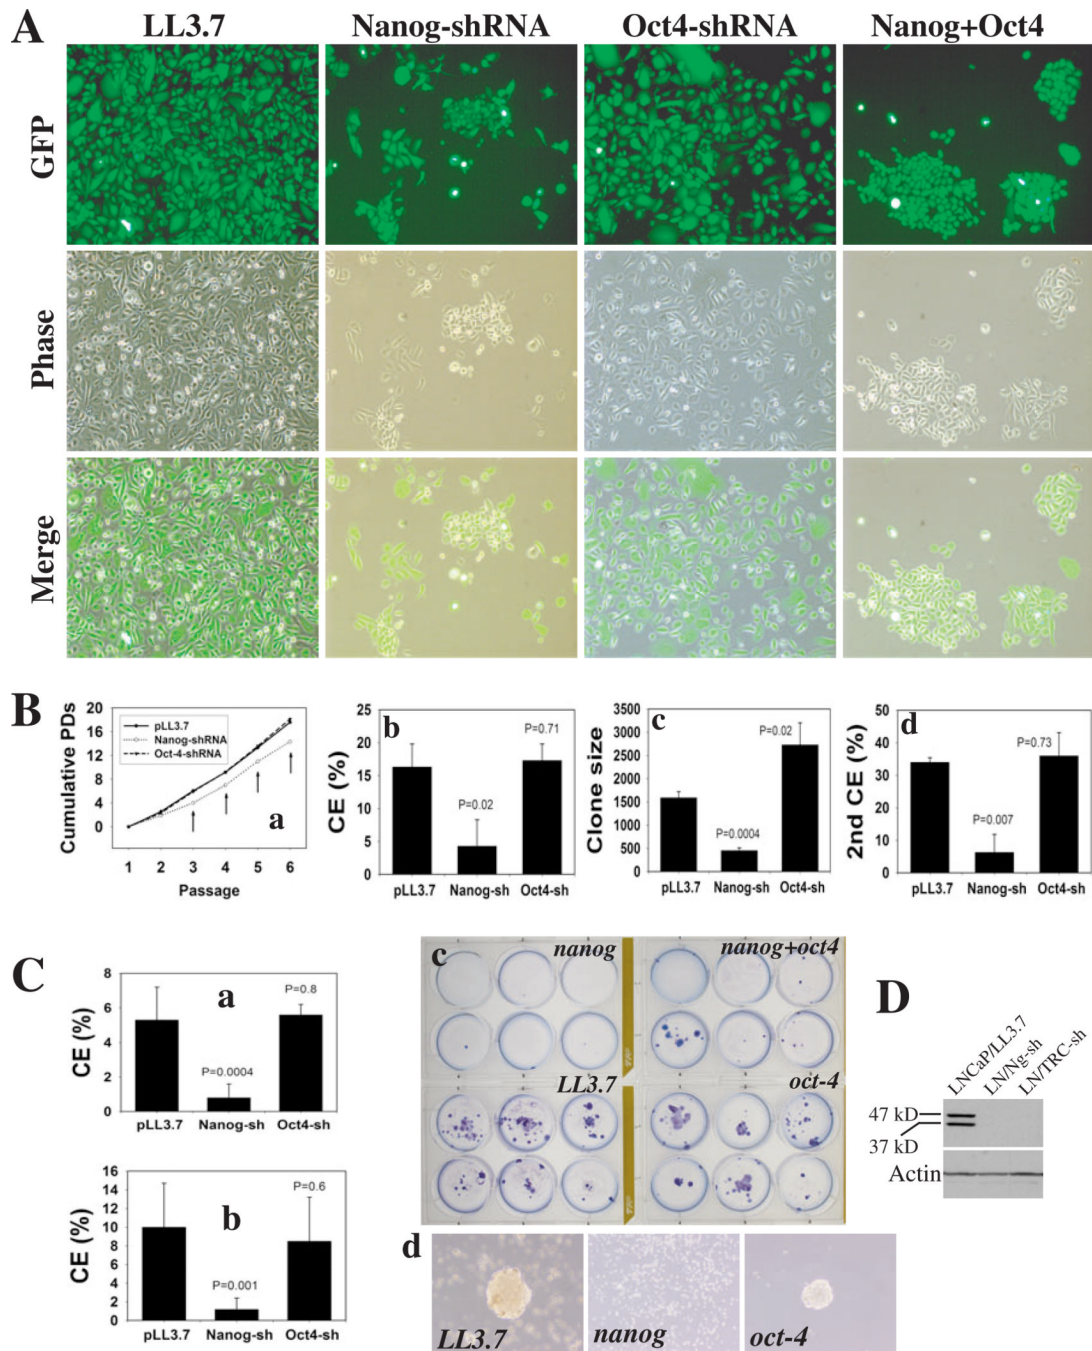 A
LL3.7 Nanog-shRNA Oct4-shRNA Nanog+Oct4
GFP
Phase
Merge
B
Cumulative PDs
20
16
12
8
4
0
pLL3.7
Nanog-shRNA
Oct-4-shRNA
a
1 2 3 4 5 6
Passage
b
CE (%)
25
20
15
10
5
0
P=0.02
P=0.71
pLL3.7 Nanog-sh Oct4-sh
c
Clone size
3500
3000
2500
2000
1500
1000
500
0
P=0.0004
P=0.02
pLL3.7 Nanog-sh Oct4-sh
d
2nd CE (%)
50
40
30
20
10
0
P=0.007
P=0.73
pLL3.7 Nanog-sh Oct4-sh
C
a
CE (%)
8
6
4
2
0
P=0.0004
P=0.8
pLL3.7 Nanog-sh Oct4-sh
b
CE (%)
16
14
12
10
8
6
4
2
0
P=0.001
P=0.6
pLL3.7 Nanog-sh Oct4-sh
c
nanog
nanog+oct4
LL3.7
oct-4
d
LL3.7
nanog
oct-4
D
LNCaP/LL3.7
LN/Ng-sh
LN/TRC-sh
47 kD
37 kD
Actin